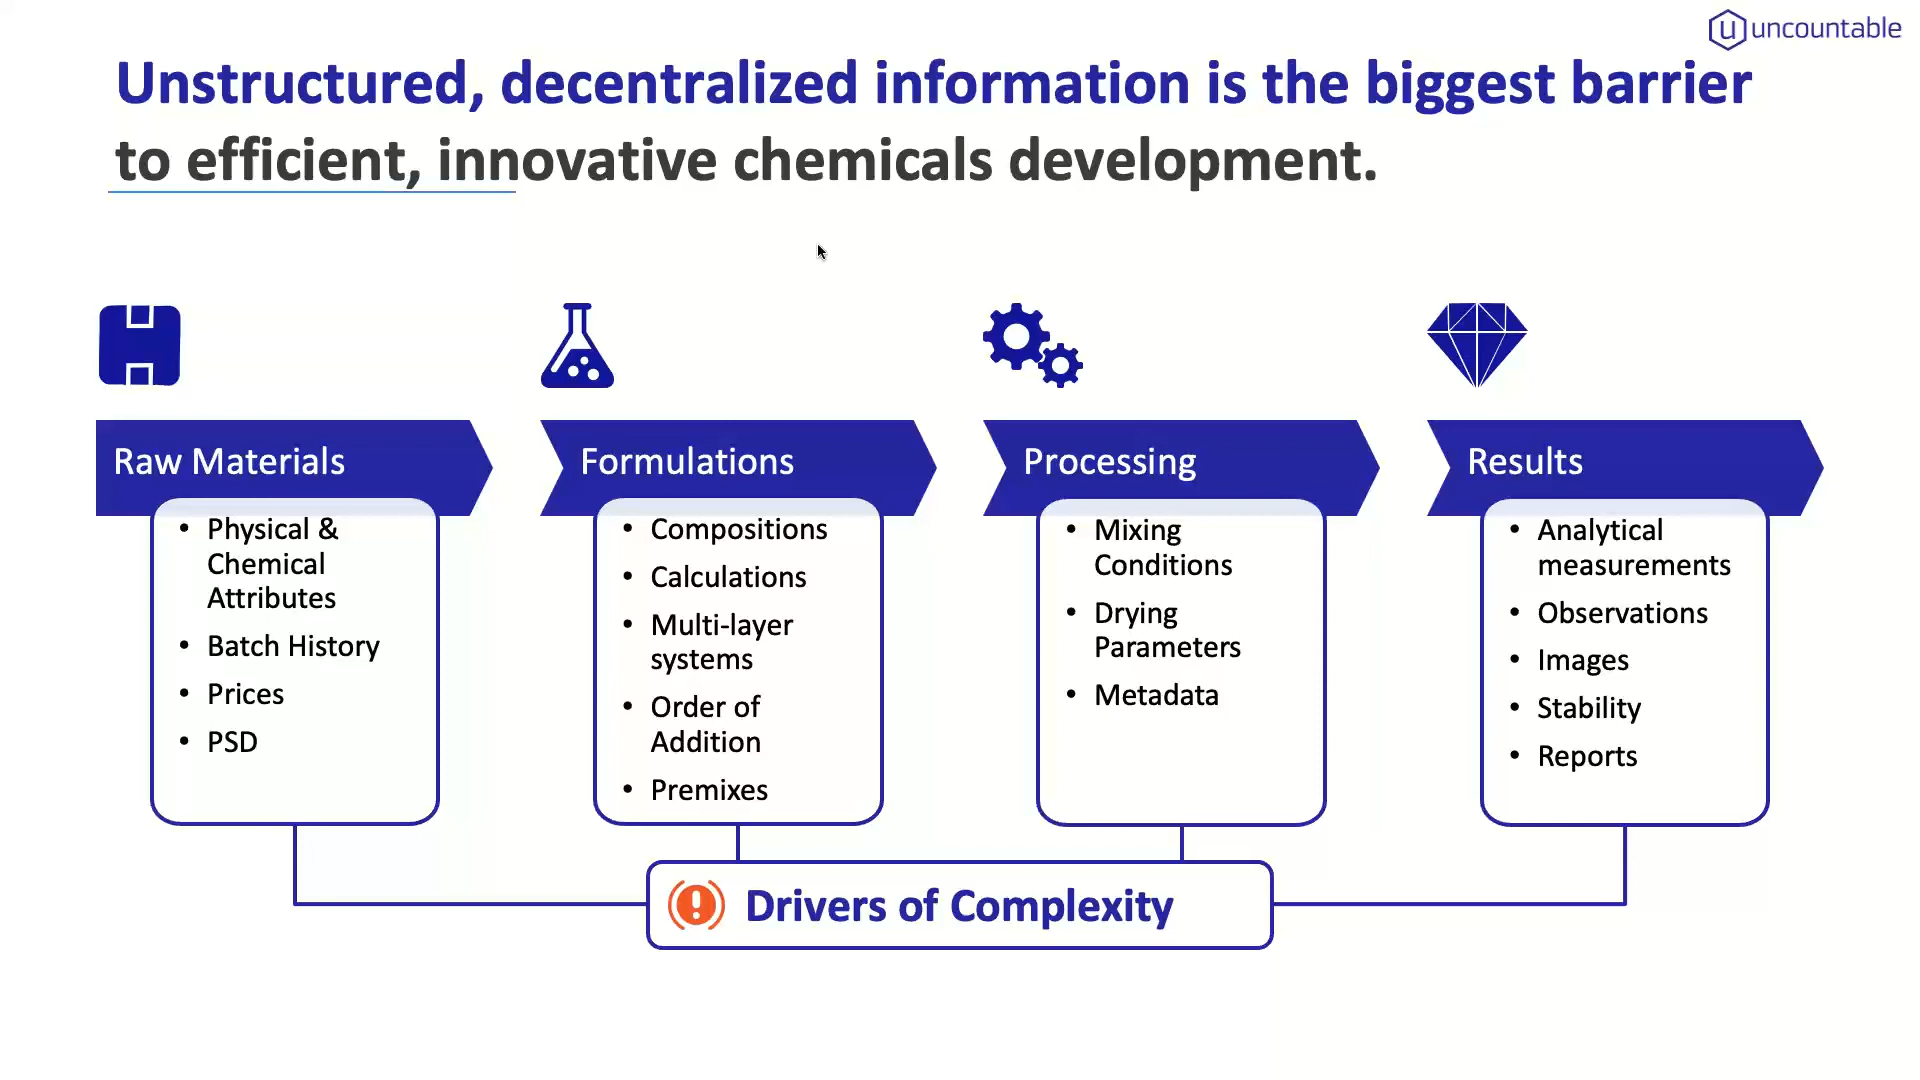 uncountable
Unstructured, decentralized information is the biggest barrier
to efficient, innovative chemicals development.
Raw Materials
• Physical &
Chemical
Attributes
• Batch History
• Prices
• PSD
Formulations
• Compositions
• Calculations
• Multi-layer
systems
• Order of
Addition
• Premixes
Processing
• Mixing
Conditions
• Drying
Parameters
• Metadata
Results
• Analytical
measurements
• Observations
• Images
• Stability
• Reports
Drivers of Complexity